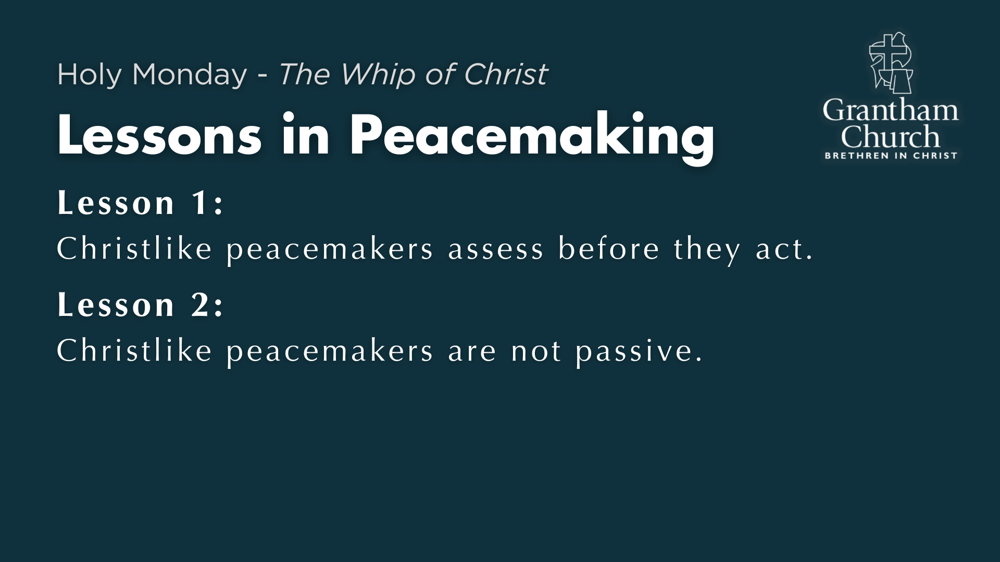 Holy Monday - The Whip of Christ
Lessons in Peacemaking
Grantham
Church
BRETHREN IN CHRIST
Lesson 1:
Christlike peacemakers assess before they act.
Lesson 2:
Christlike peacemakers are not passive.